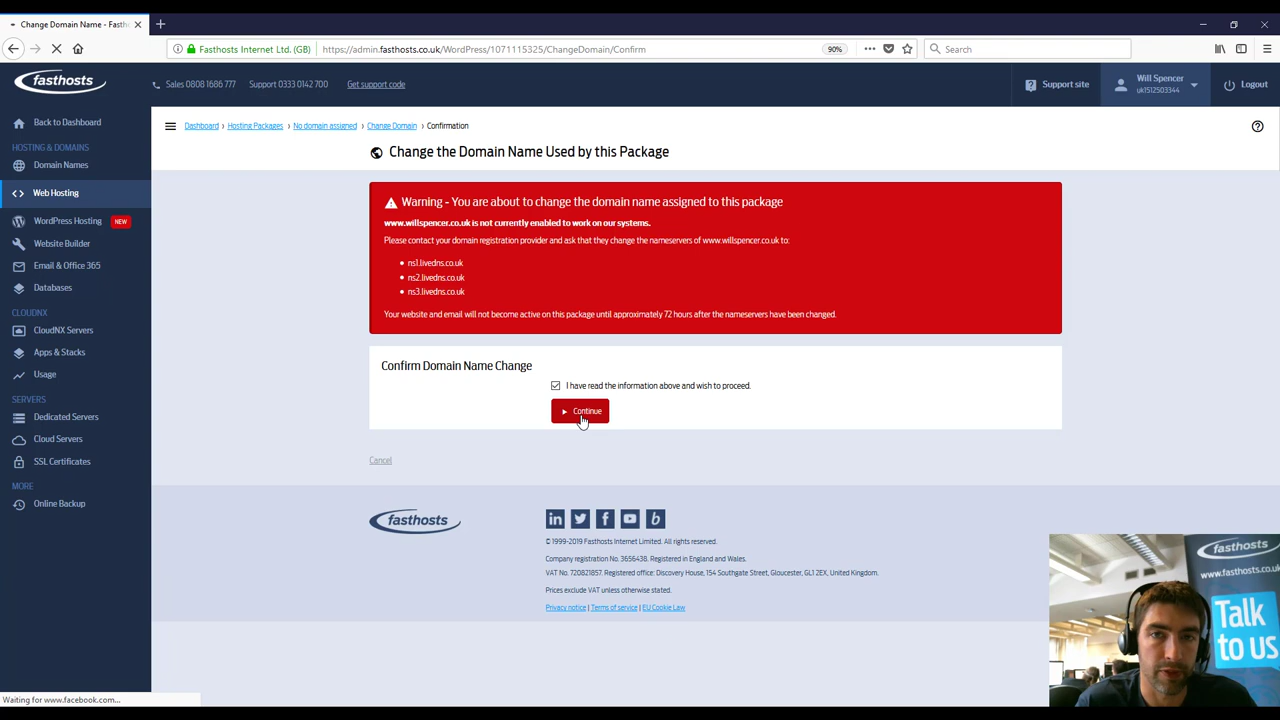 Change Domain Name - Fasth
Fasthosts Internet Ltd. (GB)
https://admin.fasthosts.co.uk/WordPress/1071115325/ChangeDomain/Confirm
90%
Search
fasthosts
Sales 0808 1686 777
Support 0333 0142 700
Get support code
Support site
Will Spencer
uk1512503344
Logout
Back to Dashboard
HOSTING & DOMAINS
Domain Names
Web Hosting
WordPress Hosting NEW
Website Builder
Email & Office 365
Databases
CLOUDNX
CloudNX Servers
Apps & Stacks
Usage
SERVERS
Dedicated Servers
Cloud Servers
SSL Certificates
MORE
Online Backup
Dashboard › Hosting Packages › No domain assigned › Change Domain › Confirmation
Change the Domain Name Used by this Package
Warning - You are about to change the domain name assigned to this package
www.willspencer.co.uk is not currently enabled to work on our systems.
Please contact your domain registration provider and ask that they change the nameservers of www.willspencer.co.uk to:
ns1.livedns.co.uk
ns2.livedns.co.uk
ns3.livedns.co.uk
Your website and email will not become active on this package until approximately 72 hours after the nameservers have been changed.
Confirm Domain Name Change
I have read the information above and wish to proceed.
Continue
Cancel
fasthosts
© 1999-2019 Fasthosts Internet Limited. All rights reserved.
Company registration No. 3656438. Registered in England and Wales.
VAT No. 720821857. Registered office: Discovery House, 154 Southgate Street, Gloucester, GL1 2EX, United Kingdom.
Prices exclude VAT unless otherwise stated.
Privacy notice | Terms of service | EU Cookie Law
fasthosts
www.fasthosts.co.u
Talk
to us
Waiting for www.facebook.com...